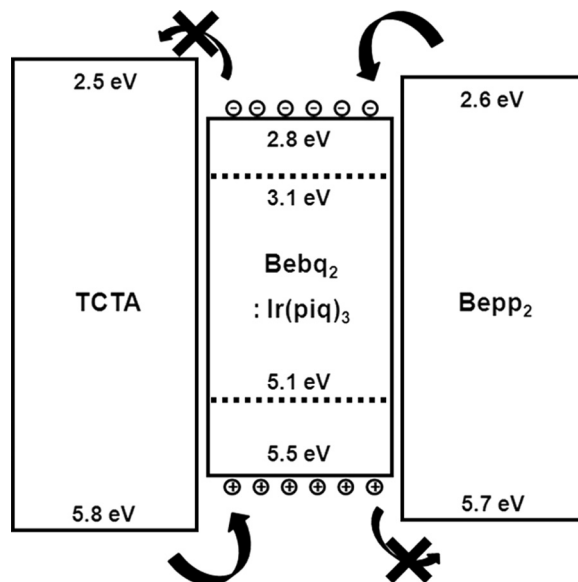 2.5 eV
TCTA
5.8 eV
2.8 eV
3.1 eV
Bebq₂
: Ir(piq)₃
5.1 eV
5.5 eV
2.6 eV
Bepp₂
5.7 eV